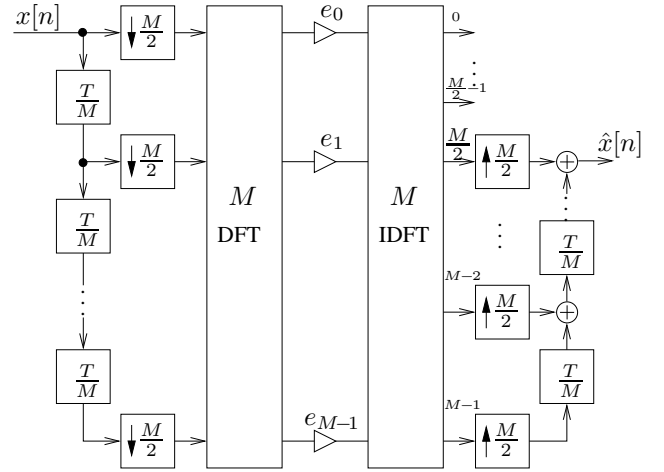 x[n]
M/2
e_0
0
T/M
⋮
M/2 −1
M/2
e_1
M/2
M/2
x̂[n]
M
DFT
M
IDFT
T/M
⋮
⋮
T/M
⋮
M−2
M/2
T/M
T/M
M/2
e_{M−1}
M−1
M/2